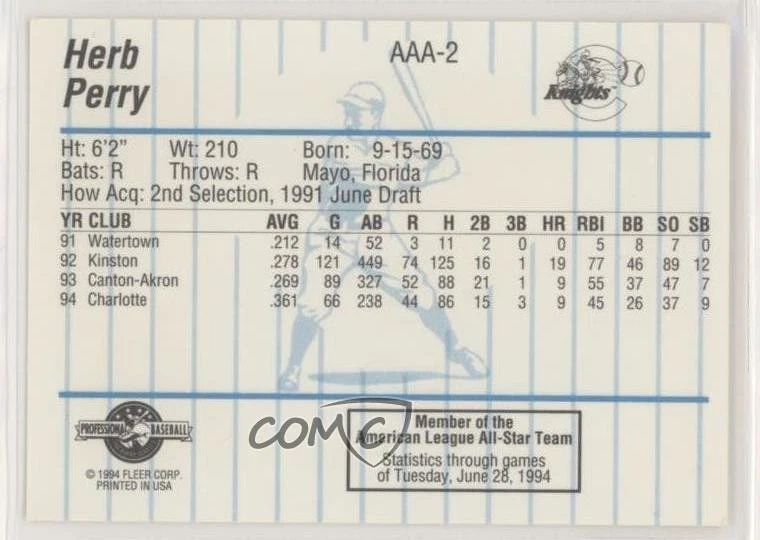 Herb
Perry
AAA-2
Knights
Ht: 6'2" Wt: 210 Born: 9-15-69
Bats: R Throws: R Mayo, Florida
How Acq: 2nd Selection, 1991 June Draft
YR CLUB AVG G AB R H 2B 3B HR RBI BB SO SB
91 Watertown .212 14 52 3 11 2 0 0 5 8 7 0
92 Kinston .278 121 449 74 125 16 1 19 77 46 89 12
93 Canton-Akron .269 89 327 52 88 21 1 9 55 37 47 7
94 Charlotte .361 66 238 44 86 15 3 9 45 26 37 9
PROFESSIONAL BASEBALL
© 1994 FLEER CORP.
PRINTED IN USA
COMC
Member of the
American League All-Star Team
Statistics through games
of Tuesday, June 28, 1994